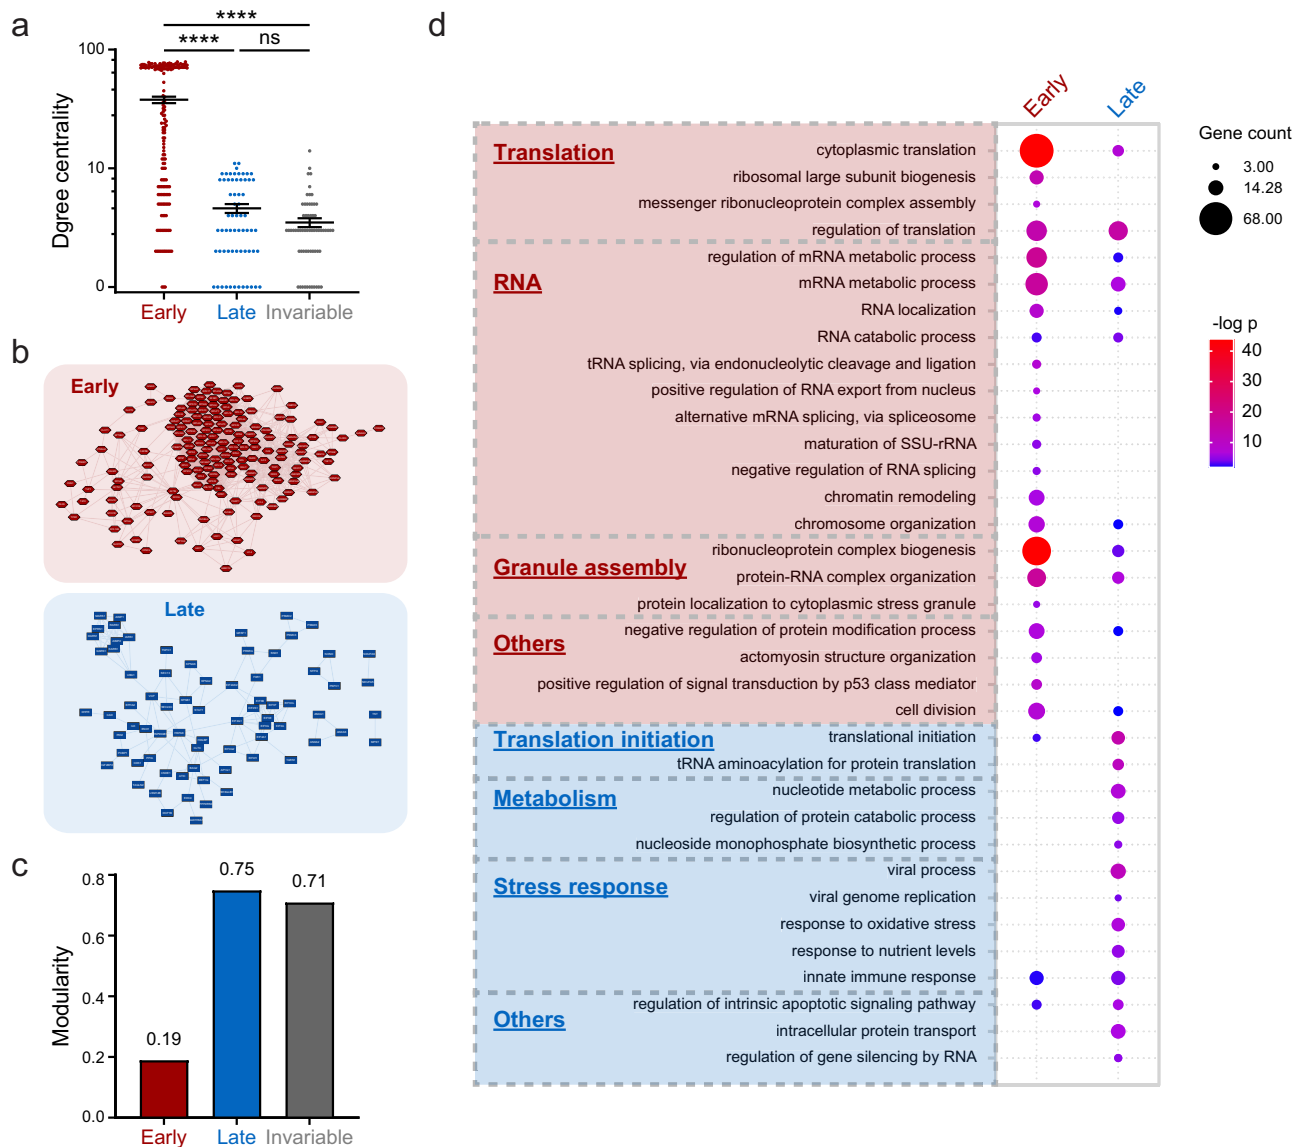 a
****
****
ns
100
10
0
Dgree centrality
Early
Late
Invariable
b
Early
Late
c
0.8
0.6
0.4
0.2
0.0
Modularity
0.19
0.75
0.71
Early
Late
Invariable
d
Early
Late
Translation
cytoplasmic translation
ribosomal large subunit biogenesis
messenger ribonucleoprotein complex assembly
regulation of translation
RNA
regulation of mRNA metabolic process
mRNA metabolic process
RNA localization
RNA catabolic process
tRNA splicing, via endonucleolytic cleavage and ligation
positive regulation of RNA export from nucleus
alternative mRNA splicing, via spliceosome
maturation of SSU-rRNA
negative regulation of RNA splicing
chromatin remodeling
chromosome organization
Granule assembly
ribonucleoprotein complex biogenesis
protein-RNA complex organization
protein localization to cytoplasmic stress granule
Others
negative regulation of protein modification process
actomyosin structure organization
positive regulation of signal transduction by p53 class mediator
cell division
Translation initiation
translational initiation
tRNA aminoacylation for protein translation
Metabolism
nucleotide metabolic process
regulation of protein catabolic process
nucleoside monophosphate biosynthetic process
Stress response
viral process
viral genome replication
response to oxidative stress
response to nutrient levels
innate immune response
Others
regulation of intrinsic apoptotic signaling pathway
intracellular protein transport
regulation of gene silencing by RNA
Gene count
3.00
14.28
68.00
-log p
40
20
10